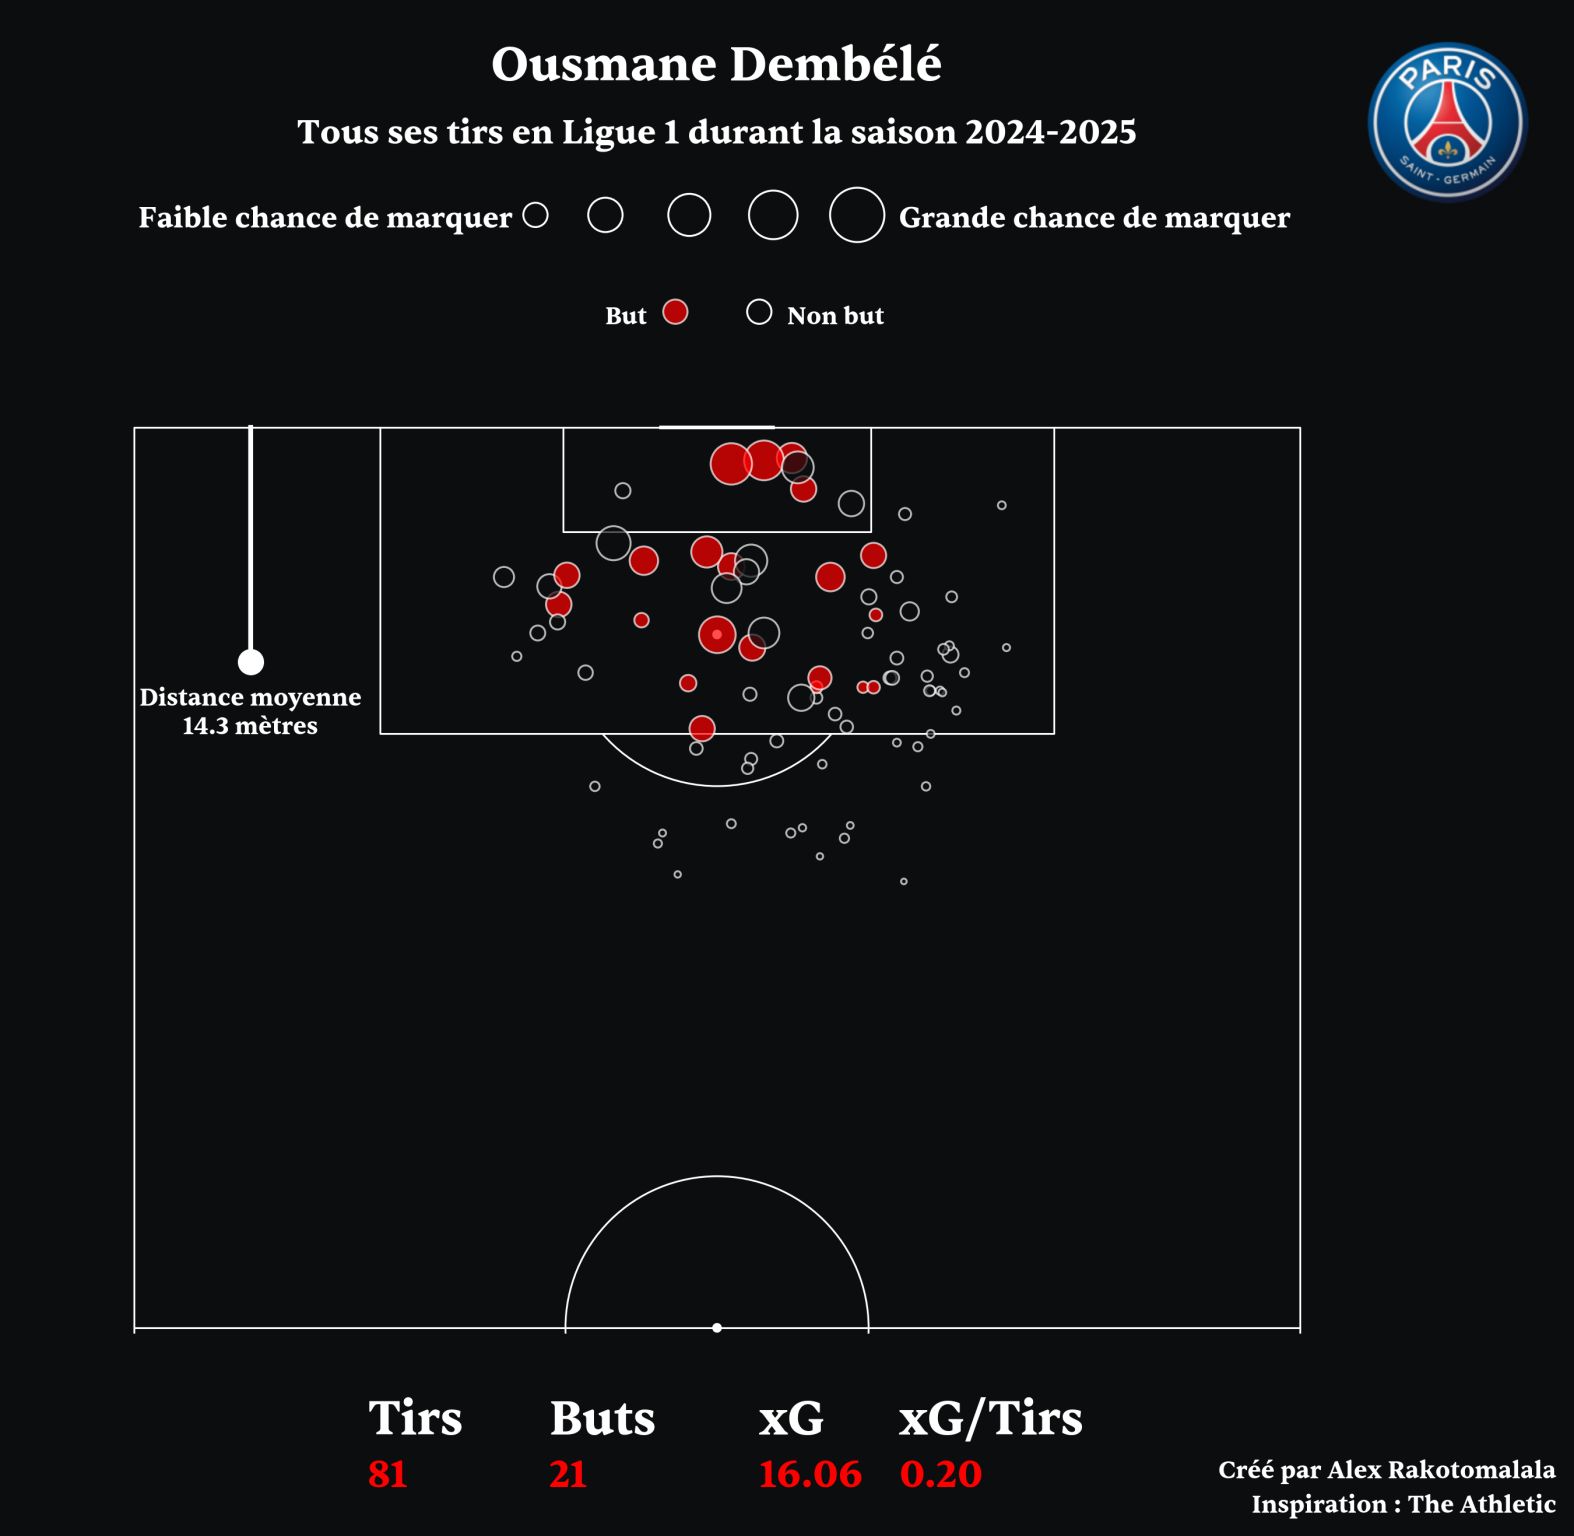 Ousmane Dembélé
PARIS
SAINT - GERMAIN
Tous ses tirs en Ligue 1 durant la saison 2024-2025
Faible chance de marquer Grande chance de marquer
But Non but
Distance moyenne
14.3 mètres
Tirs Buts xG xG/Tirs
81 21 16.06 0.20
Créé par Alex Rakotomalala
Inspiration : The Athletic